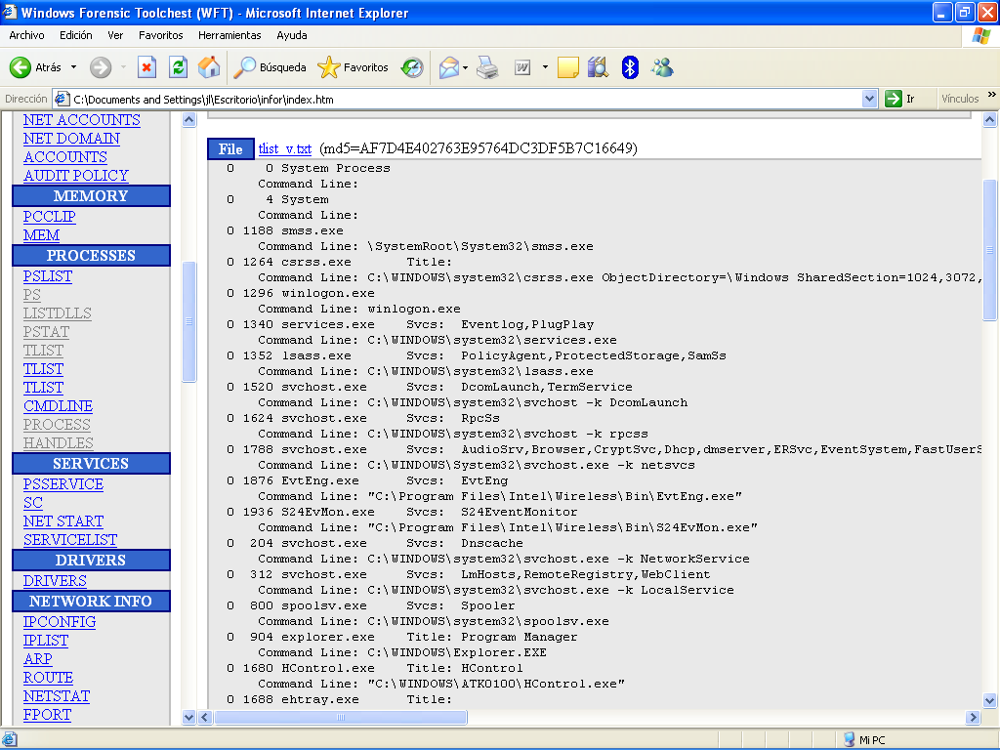 Windows Forensic Toolchest (WFT) - Microsoft Internet Explorer
Archivo Edición Ver Favoritos Herramientas Ayuda
Atrás Búsqueda Favoritos
Dirección C:\Documents and Settings\jl\Escritorio\infor\index.htm Ir Vínculos »
NET ACCOUNTS
NET DOMAIN
ACCOUNTS
AUDIT POLICY
MEMORY
PCCLIP
MEM
PROCESSES
PSLIST
PS
LISTDLLS
PSTAT
TLIST
TLIST
TLIST
CMDLINE
PROCESS
HANDLES
SERVICES
PSSERVICE
SC
NET START
SERVICELIST
DRIVERS
DRIVERS
NETWORK INFO
IPCONFIG
IPLIST
ARP
ROUTE
NETSTAT
FPORT
File tlist_v.txt (md5=AF7D4E402763E95764DC3DF5B7C16649)
0 0 System Process
Command Line:
0 4 System
Command Line:
0 1188 smss.exe
Command Line: \SystemRoot\System32\smss.exe
0 1264 csrss.exe Title:
Command Line: C:\WINDOWS\system32\csrss.exe ObjectDirectory=\Windows SharedSection=1024,3072,
0 1296 winlogon.exe
Command Line: winlogon.exe
0 1340 services.exe Svcs: Eventlog,PlugPlay
Command Line: C:\WINDOWS\system32\services.exe
0 1352 lsass.exe Svcs: PolicyAgent,ProtectedStorage,SamSs
Command Line: C:\WINDOWS\system32\lsass.exe
0 1520 svchost.exe Svcs: DcomLaunch,TermService
Command Line: C:\WINDOWS\system32\svchost -k DcomLaunch
0 1624 svchost.exe Svcs: RpcSs
Command Line: C:\WINDOWS\system32\svchost -k rpcss
0 1788 svchost.exe Svcs: AudioSrv,Browser,CryptSvc,Dhcp,dmserver,ERSvc,EventSystem,FastUserS
Command Line: C:\WINDOWS\System32\svchost.exe -k netsvcs
0 1876 EvtEng.exe Svcs: EvtEng
Command Line: "C:\Program Files\Intel\Wireless\Bin\EvtEng.exe"
0 1936 S24EvMon.exe Svcs: S24EventMonitor
Command Line: "C:\Program Files\Intel\Wireless\Bin\S24EvMon.exe"
0 204 svchost.exe Svcs: Dnscache
Command Line: C:\WINDOWS\system32\svchost.exe -k NetworkService
0 312 svchost.exe Svcs: LmHosts,RemoteRegistry,WebClient
Command Line: C:\WINDOWS\system32\svchost.exe -k LocalService
0 800 spoolsv.exe Svcs: Spooler
Command Line: C:\WINDOWS\system32\spoolsv.exe
0 904 explorer.exe Title: Program Manager
Command Line: C:\WINDOWS\Explorer.EXE
0 1680 HControl.exe Title: HControl
Command Line: "C:\WINDOWS\ATK0100\HControl.exe"
0 1688 ehtray.exe Title:
Mi PC